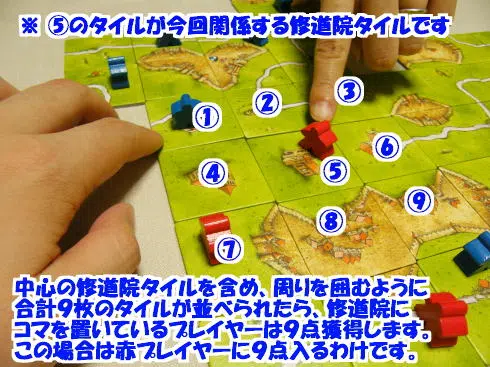 ※ ⑤のタイルが今回関係する修道院タイルです
①
②
③
④
⑤
⑥
⑦
⑧
⑨
中心の修道院タイルを含め、周りを囲むように
合計9枚のタイルが並べられたら、修道院に
コマを置いているプレイヤーは9点獲得します。
この場合は赤プレイヤーに9点入るわけです。